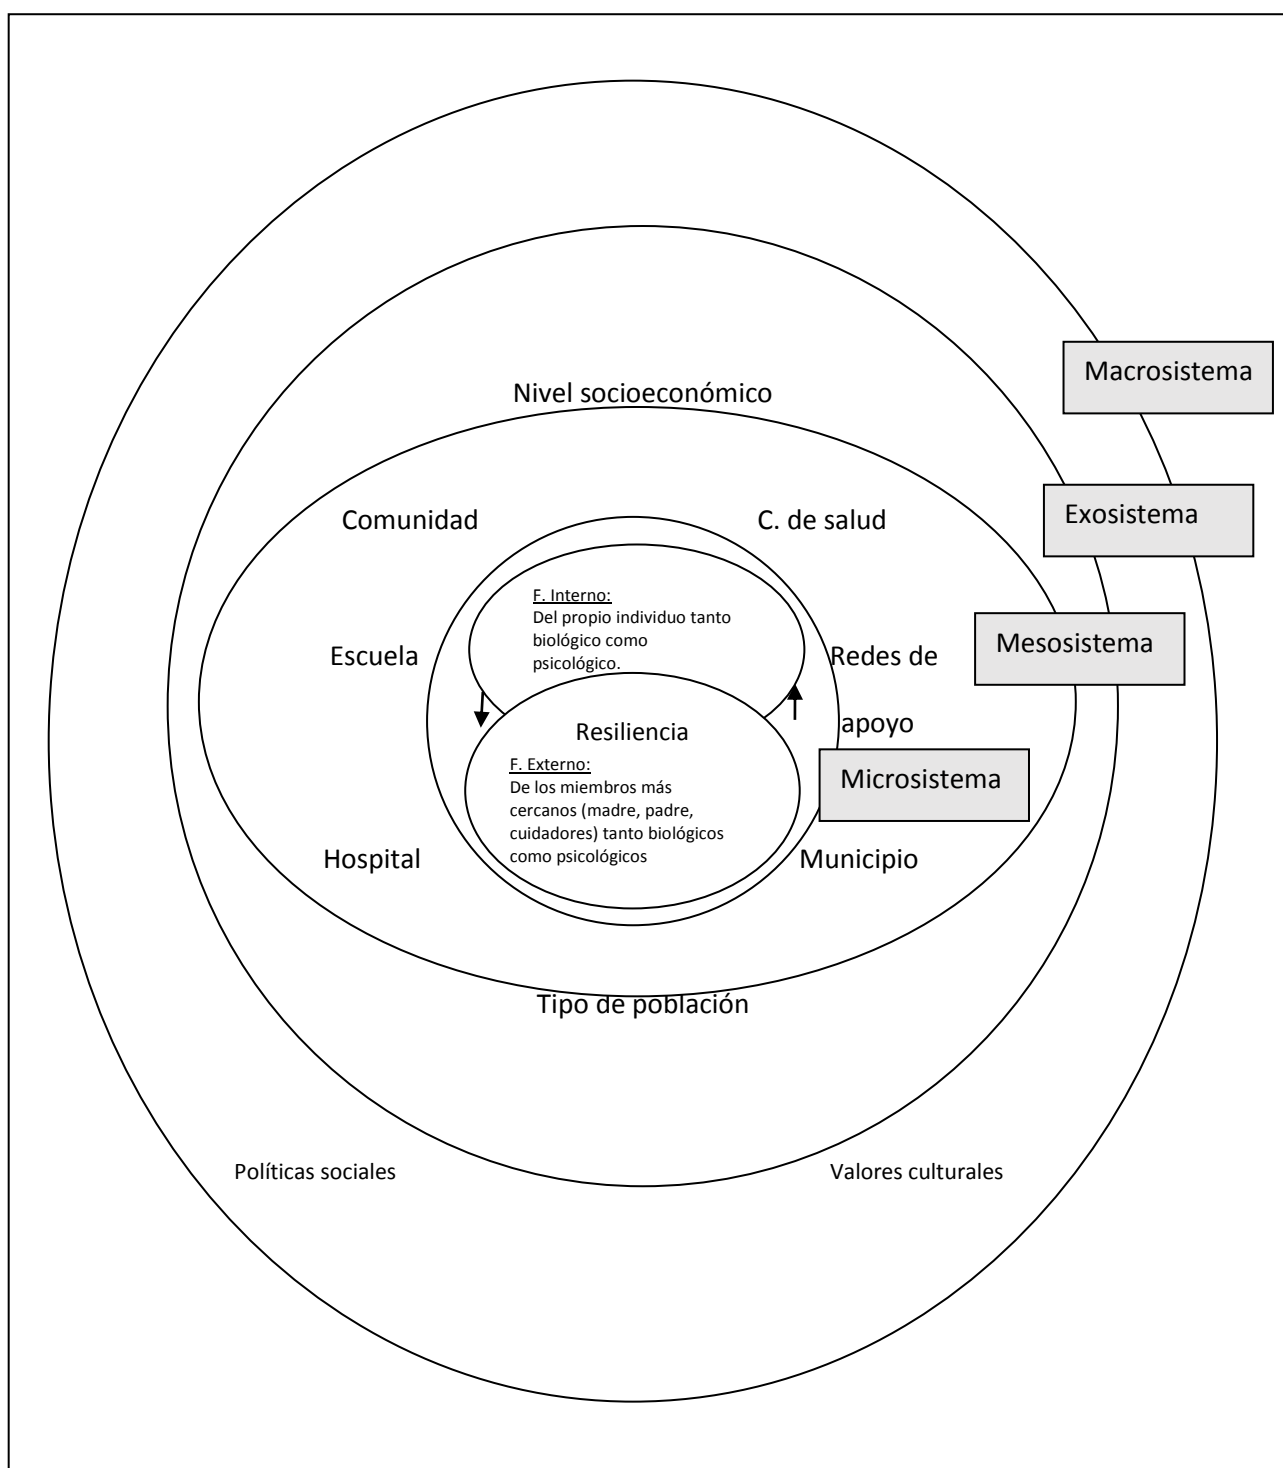 Macrosistema
Nivel socioeconómico
Exosistema
Comunidad
C. de salud
F. Interno:
Del propio individuo tanto
biológico como
psicológico.
Escuela
Redes de
Mesosistema
apoyo
Resiliencia
F. Externo:
De los miembros más
cercanos (madre, padre,
cuidadores) tanto biológicos
como psicológicos
Microsistema
Hospital
Municipio
Tipo de población
Políticas sociales
Valores culturales